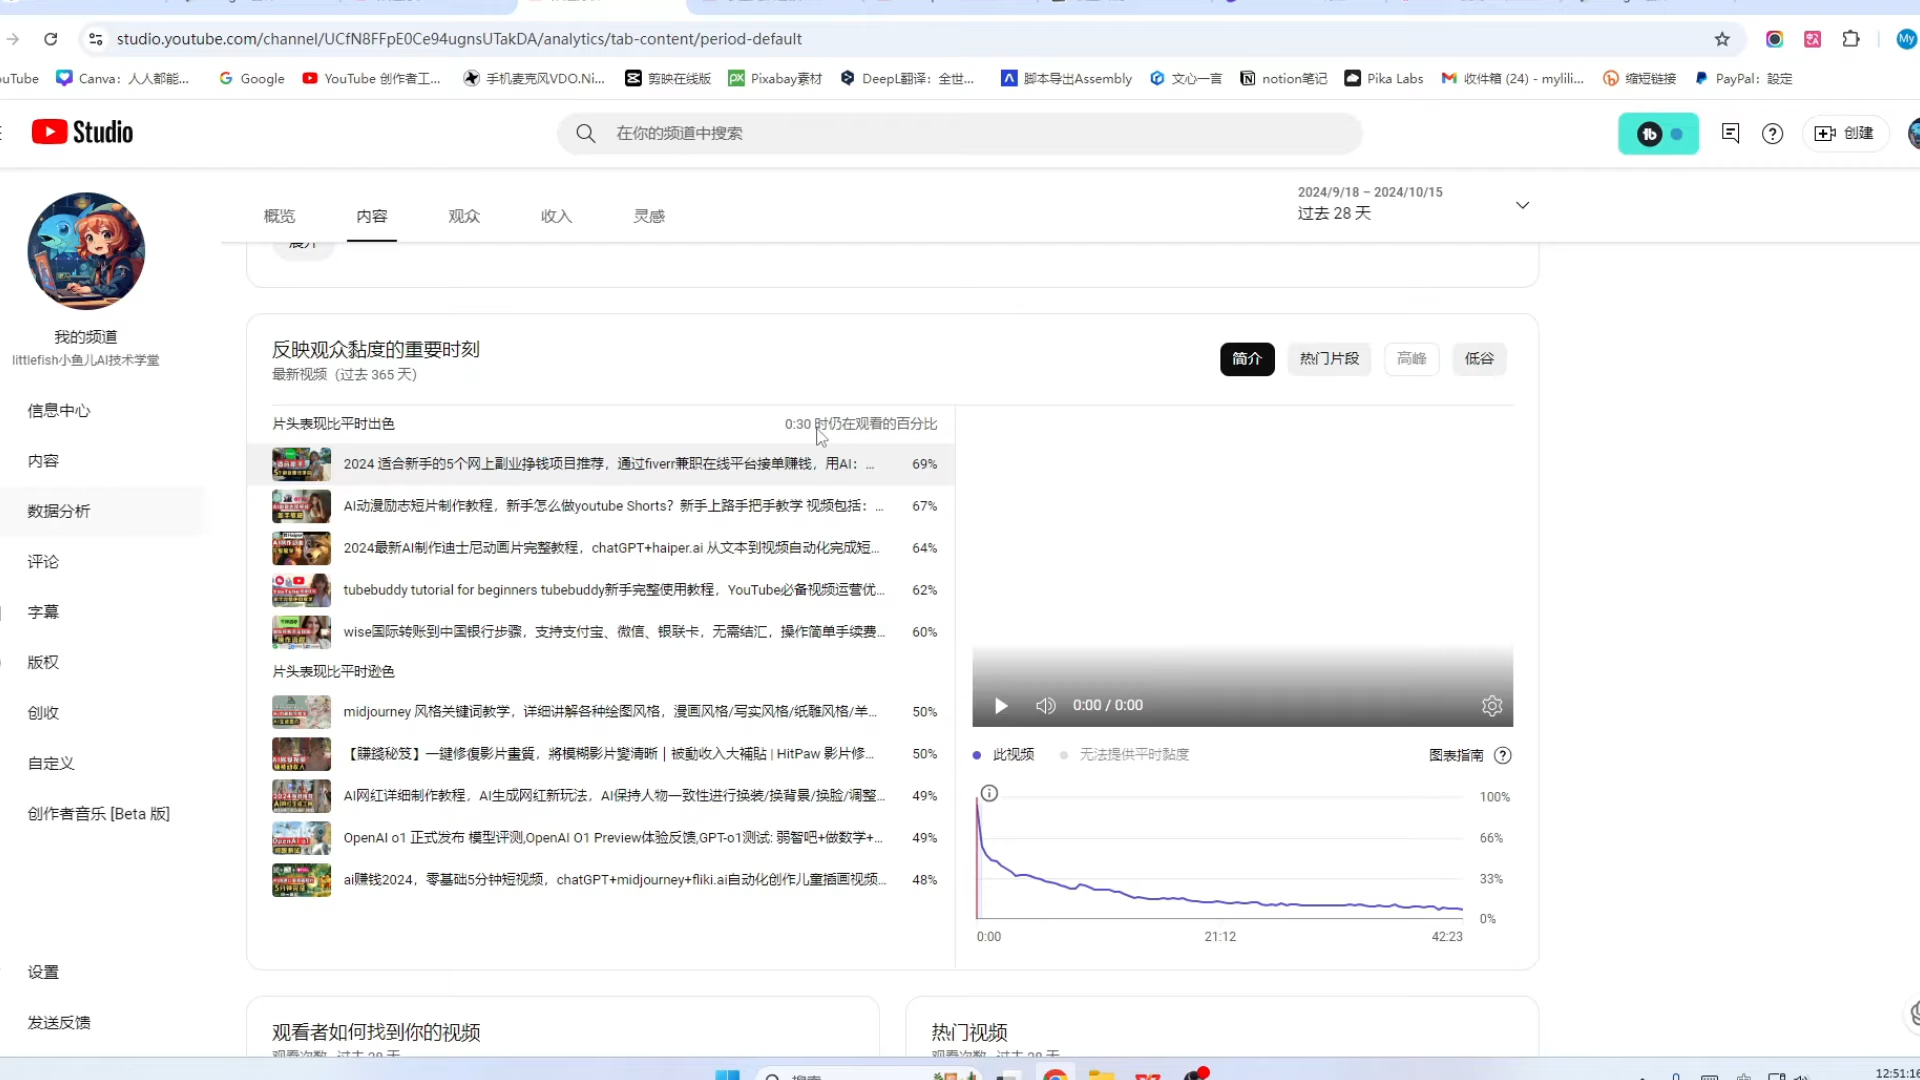 studio.youtube.com/channel/UCfN8FFpE0Ce94ugnsUTakDA/analytics/tab-content/period-default
My
ouTube
Canva：人人都能...
Google
YouTube 创作者工...
手机麦克风VDO.Ni...
剪映在线版
Pixabay素材
DeepL翻译：全世...
脚本导出Assembly
文心一言
notion笔记
Pika Labs
收件箱 (24) - mylili...
缩短链接
PayPal：設定
Studio
在你的频道中搜索
创建
概览
内容
观众
收入
灵感
2024/9/18 – 2024/10/15
过去 28 天
展开
我的频道
littlefish小鱼儿AI技术学堂
信息中心
内容
数据分析
评论
字幕
版权
创收
自定义
创作者音乐 [Beta 版]
设置
发送反馈
反映观众黏度的重要时刻
最新视频（过去 365 天）
简介
热门片段
高峰
低谷
片头表现比平时出色
0:30 时仍在观看的百分比
2024 适合新手的5个网上副业挣钱项目推荐，通过fiverr兼职在线平台接单赚钱，用AI： ...
69%
AI动漫励志短片制作教程，新手怎么做youtube Shorts？新手上路手把手教学 视频包括： ...
67%
2024最新AI制作迪士尼动画片完整教程，chatGPT+haiper.ai 从文本到视频自动化完成短...
64%
tubebuddy tutorial for beginners tubebuddy新手完整使用教程，YouTube必备视频运营优...
62%
wise国际转账到中国银行步骤，支持支付宝、微信、银联卡，无需结汇，操作简单手续费...
60%
片头表现比平时逊色
midjourney 风格关键词教学，详细讲解各种绘图风格，漫画风格/写实风格/纸雕风格/羊...
50%
【賺錢秘笈】一鍵修復影片畫質，將模糊影片變清晰 | 被動收入大補貼 | HitPaw 影片修...
50%
AI网红详细制作教程，AI生成网红新玩法，AI保持人物一致性进行换装/换背景/换脸/调整...
49%
OpenAI o1 正式发布 模型评测,OpenAI O1 Preview体验反馈,GPT-o1测试: 弱智吧+做数学+...
49%
ai赚钱2024，零基础5分钟短视频，chatGPT+midjourney+fliki.ai自动化创作儿童插画视频...
48%
0:00 / 0:00
此视频
无法提供平时黏度
图表指南
100%
66%
33%
0%
0:00
21:12
42:23
观看者如何找到你的视频
观看次数 · 过去 28 天
热门视频
观看次数 · 过去 28 天
搜索
12:51:16